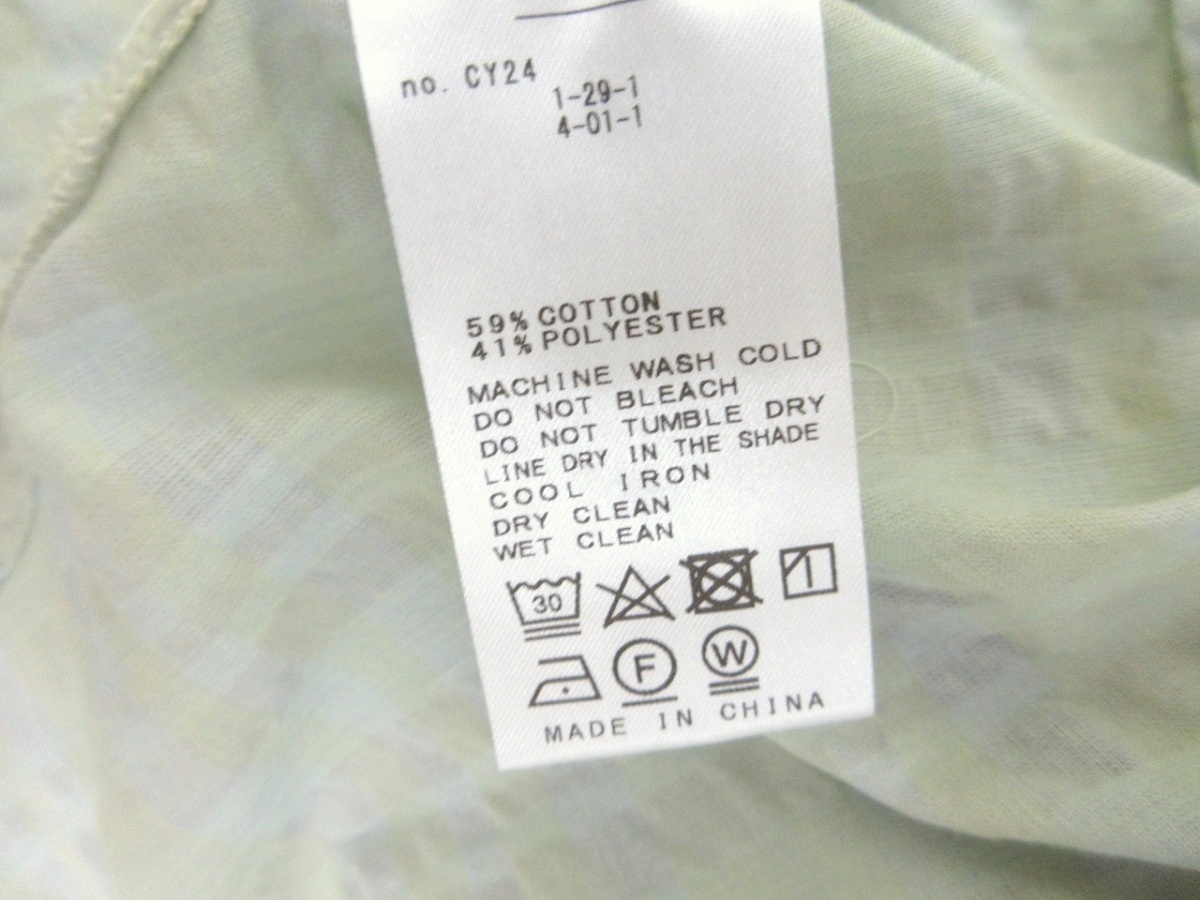 no. CY24
1-29-1
4-01-1
59% COTTON
41% POLYESTER
MACHINE WASH COLD
DO NOT BLEACH
DO NOT TUMBLE DRY
LINE DRY IN THE SHADE
COOL IRON
DRY CLEAN
WET CLEAN
30
F W
MADE IN CHINA